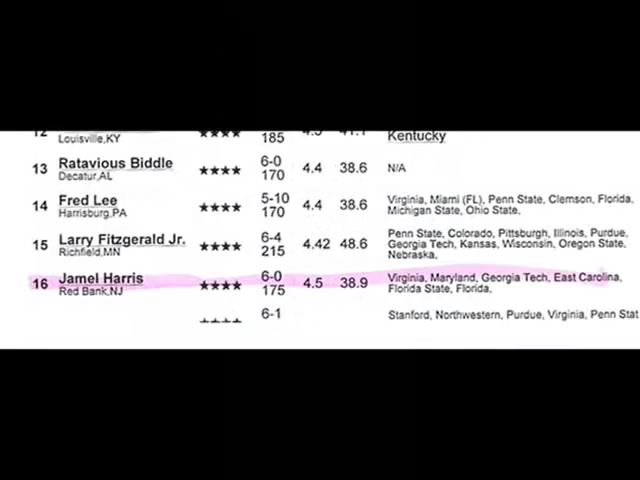 Louisville,KY ★★★★ 185 Kentucky
13 Ratavious Biddle ★★★★ 6-0 4.4 38.6 N/A
Decatur,AL 170
14 Fred Lee ★★★★ 5-10 4.4 38.6 Virginia, Miami (FL), Penn State, Clemson, Florida,
Harrisburg,PA 170 Michigan State, Ohio State,
15 Larry Fitzgerald Jr. ★★★★ 6-4 4.42 48.6 Penn State, Colorado, Pittsburgh, Illinois, Purdue,
Richfield,MN 215 Georgia Tech, Kansas, Wisconsin, Oregon State,
Nebraska,
16 Jamel Harris ★★★★ 6-0 4.5 38.9 Virginia, Maryland, Georgia Tech, East Carolina,
Red Bank,NJ 175 Florida State, Florida,
6-1 Stanford, Northwestern, Purdue, Virginia, Penn Stat